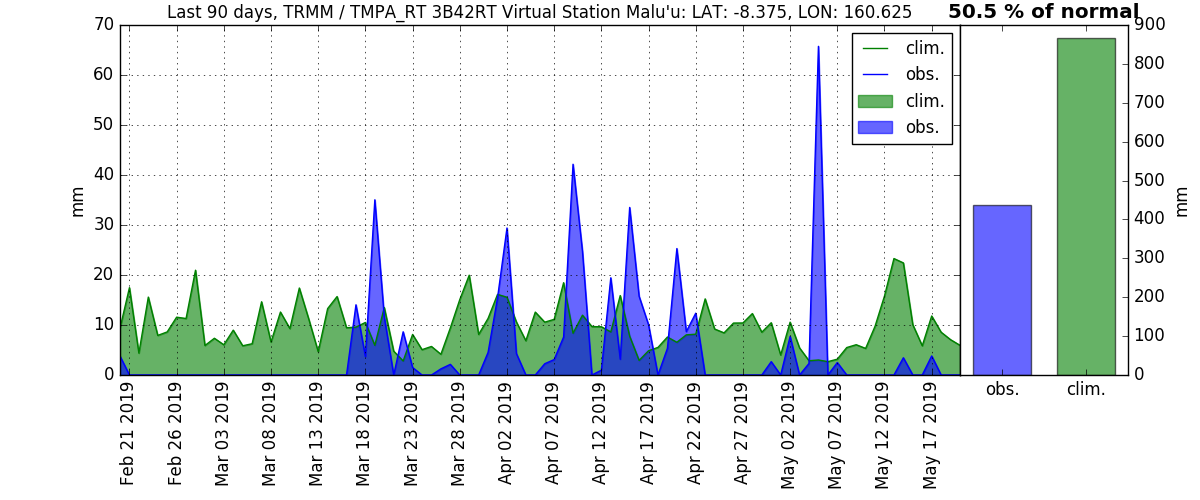 Last 90 days, TRMM / TMPA_RT 3B42RT Virtual Station Malu'u: LAT: -8.375, LON: 160.625
50.5 % of normal
70
60
50
40
30
20
10
0
mm
clim.
obs.
clim.
obs.
900
800
700
600
500
400
300
200
100
0
mm
Feb 21 2019
Feb 26 2019
Mar 03 2019
Mar 08 2019
Mar 13 2019
Mar 18 2019
Mar 23 2019
Mar 28 2019
Apr 02 2019
Apr 07 2019
Apr 12 2019
Apr 17 2019
Apr 22 2019
Apr 27 2019
May 02 2019
May 07 2019
May 12 2019
May 17 2019
obs.
clim.